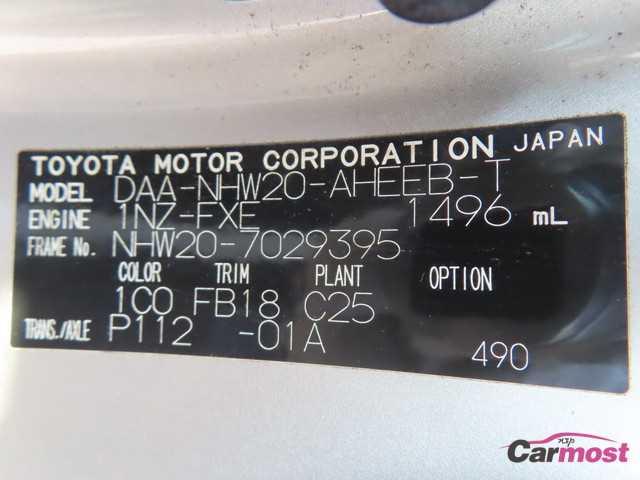 TOYOTA MOTOR CORPORATION JAPAN
MODEL DAA-NHW20-AHEEB-T
ENGINE 1NZ-FXE 1496 mL
FRAME No. NHW20-7029395
COLOR TRIM PLANT OPTION
1C0 FB18 C25
TRANS./AXLE P112 -01A
490
nsp
Carmost